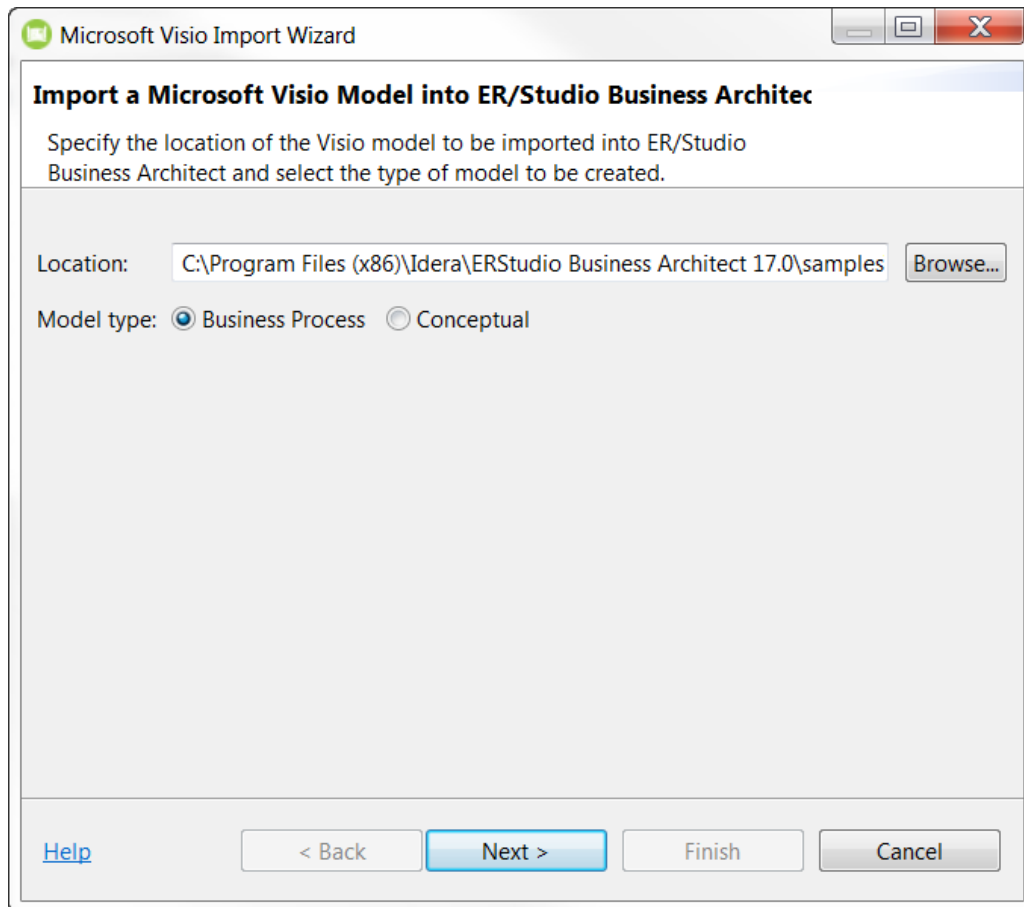 Microsoft Visio Import Wizard
Import a Microsoft Visio Model into ER/Studio Business Architec
Specify the location of the Visio model to be imported into ER/Studio
Business Architect and select the type of model to be created.
Location: C:\Program Files (x86)\Idera\ERStudio Business Architect 17.0\samples Browse...
Model type: Business Process Conceptual
Help < Back Next > Finish Cancel